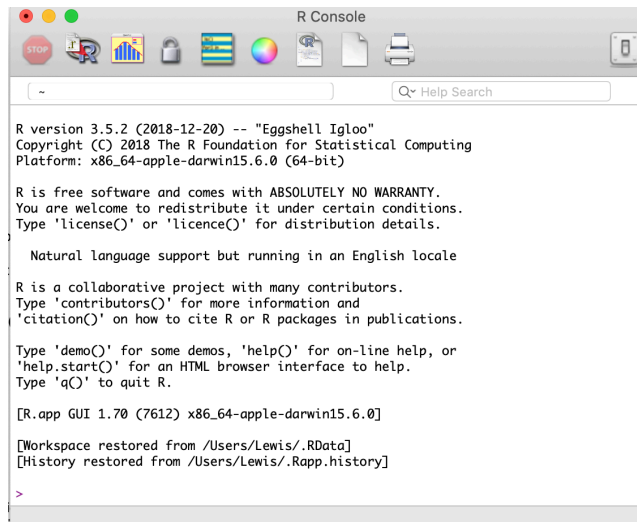 R Console
STOP
~
Help Search
R version 3.5.2 (2018-12-20) -- "Eggshell Igloo"
Copyright (C) 2018 The R Foundation for Statistical Computing
Platform: x86_64-apple-darwin15.6.0 (64-bit)
R is free software and comes with ABSOLUTELY NO WARRANTY.
You are welcome to redistribute it under certain conditions.
Type 'license()' or 'licence()' for distribution details.
Natural language support but running in an English locale
R is a collaborative project with many contributors.
Type 'contributors()' for more information and
'citation()' on how to cite R or R packages in publications.
Type 'demo()' for some demos, 'help()' for on-line help, or
'help.start()' for an HTML browser interface to help.
Type 'q()' to quit R.
[R.app GUI 1.70 (7612) x86_64-apple-darwin15.6.0]
[Workspace restored from /Users/Lewis/.RData]
[History restored from /Users/Lewis/.Rapp.history]
>